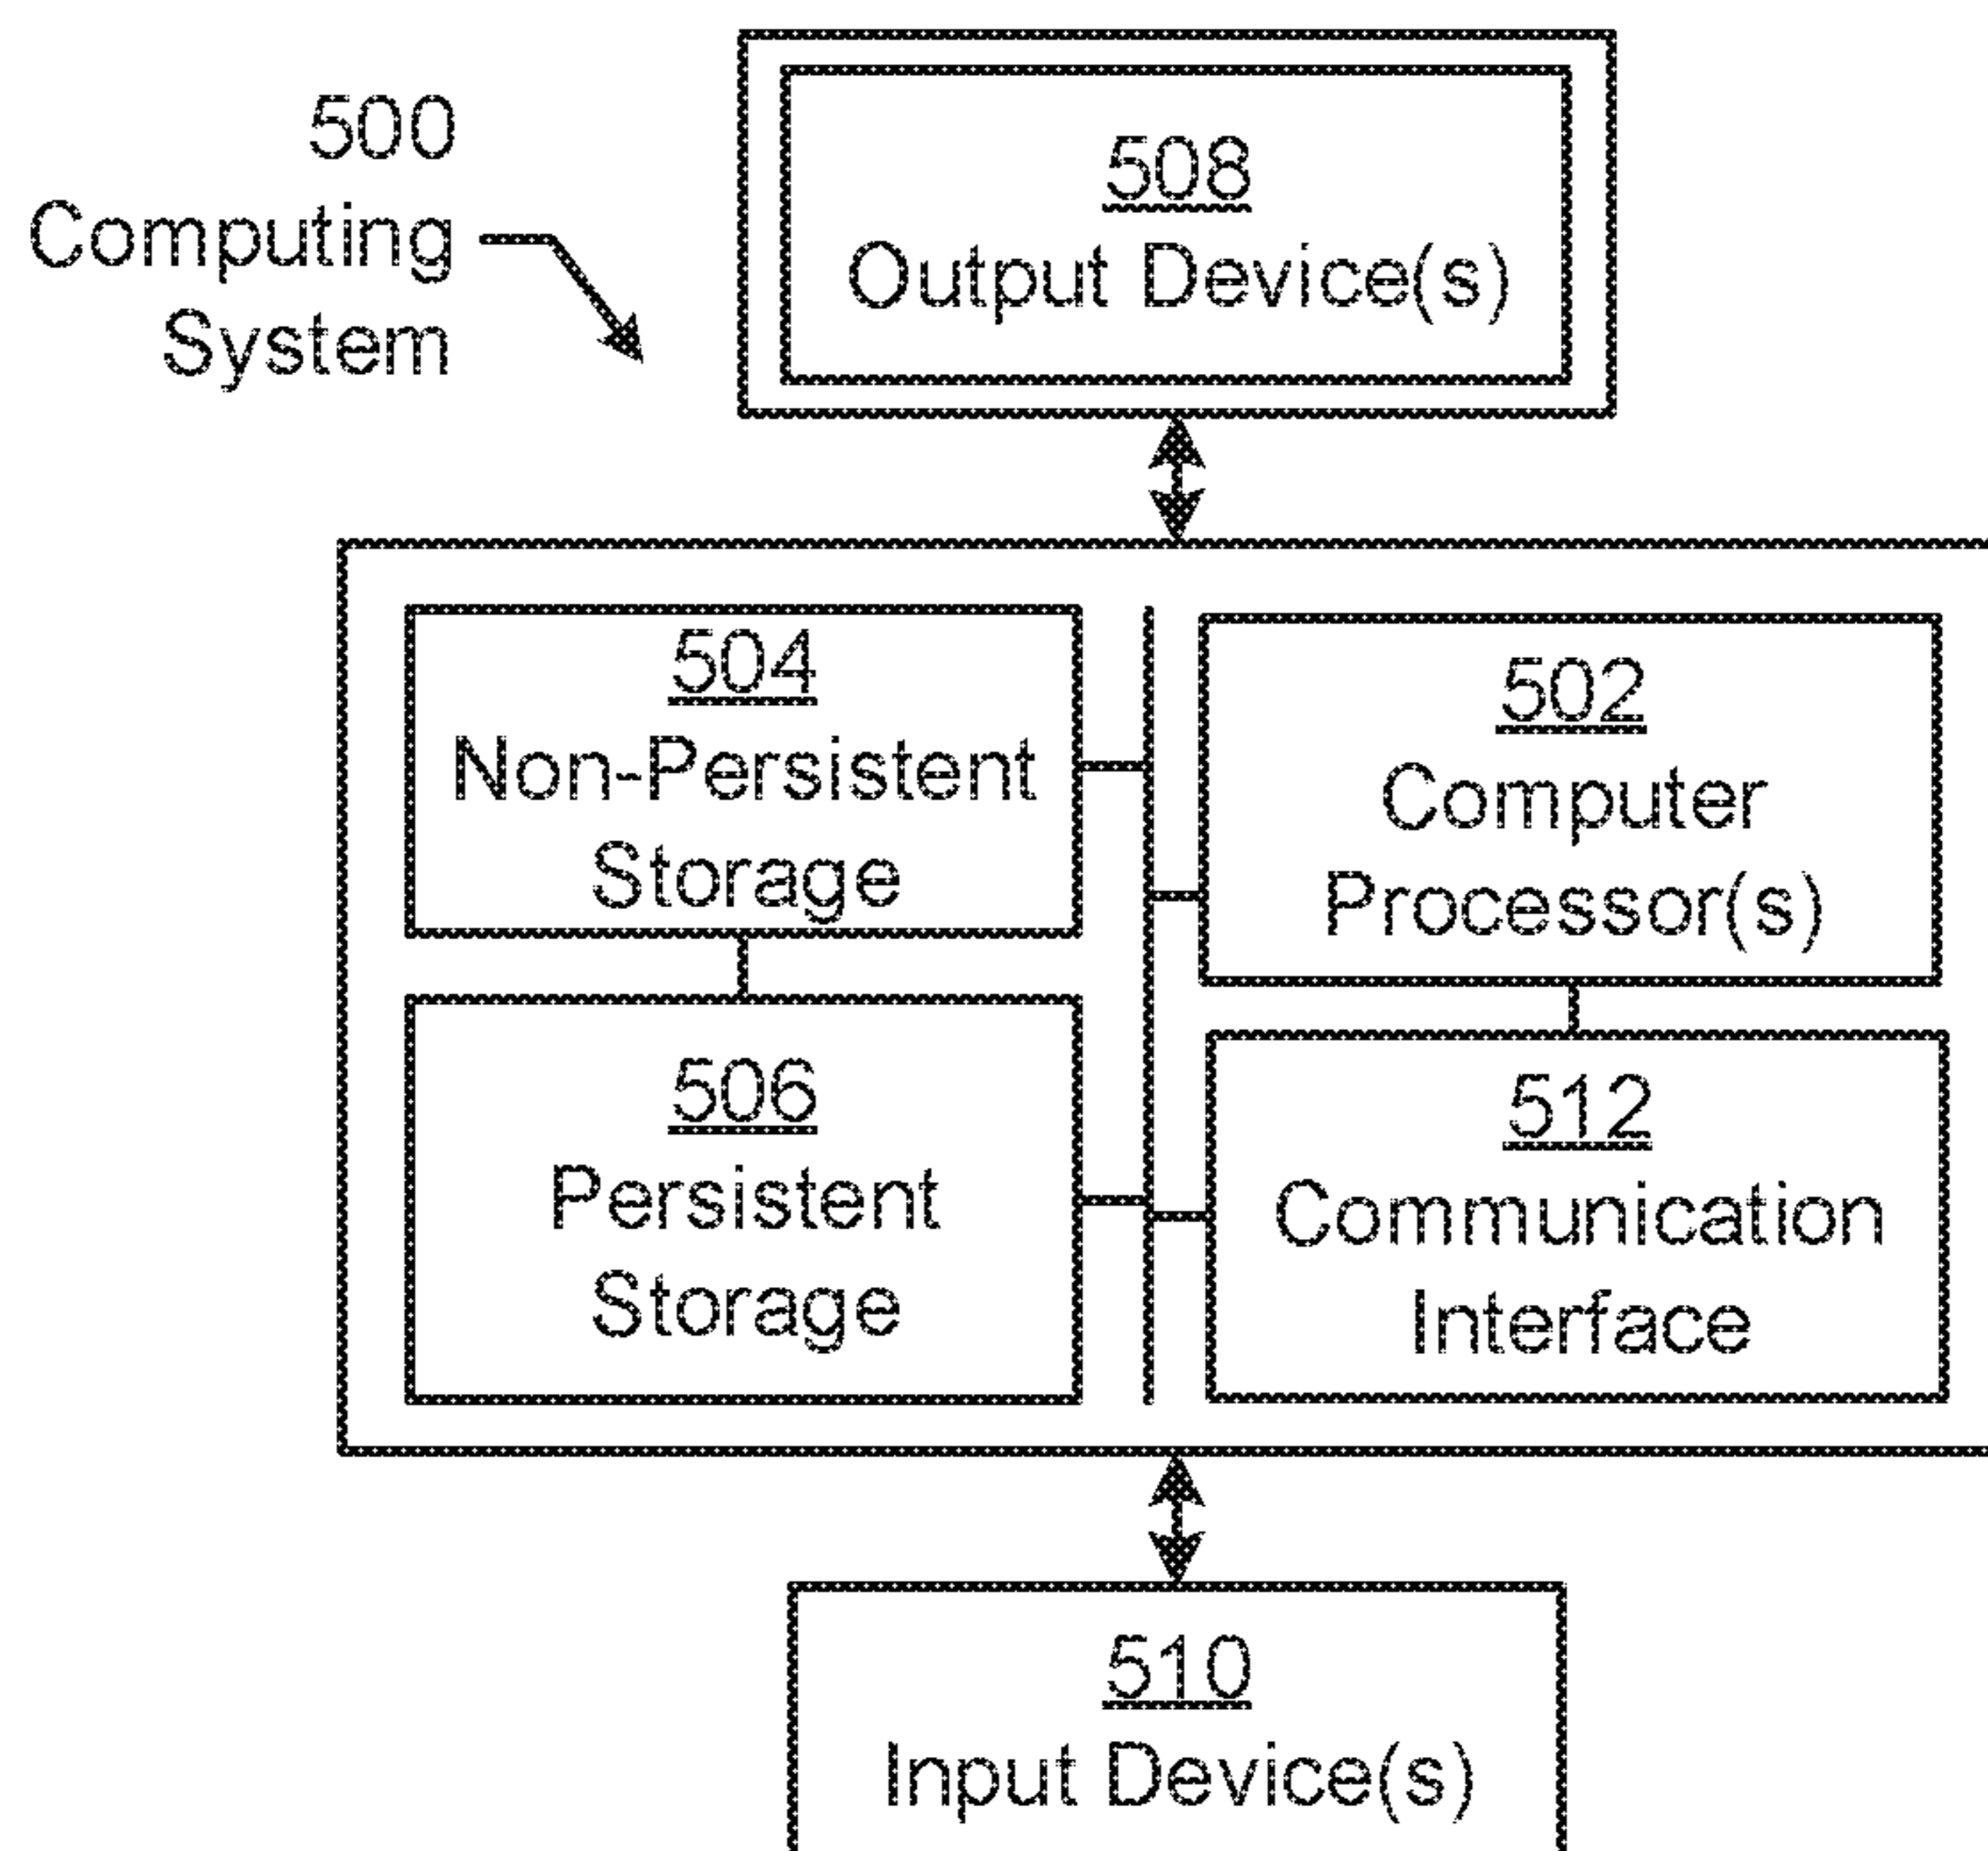 500
Computing
System
508
Output Device(s)
504
Non-Persistent
Storage
502
Computer
Processor(s)
506
Persistent
Storage
512
Communication
Interface
510
Input Device(s)